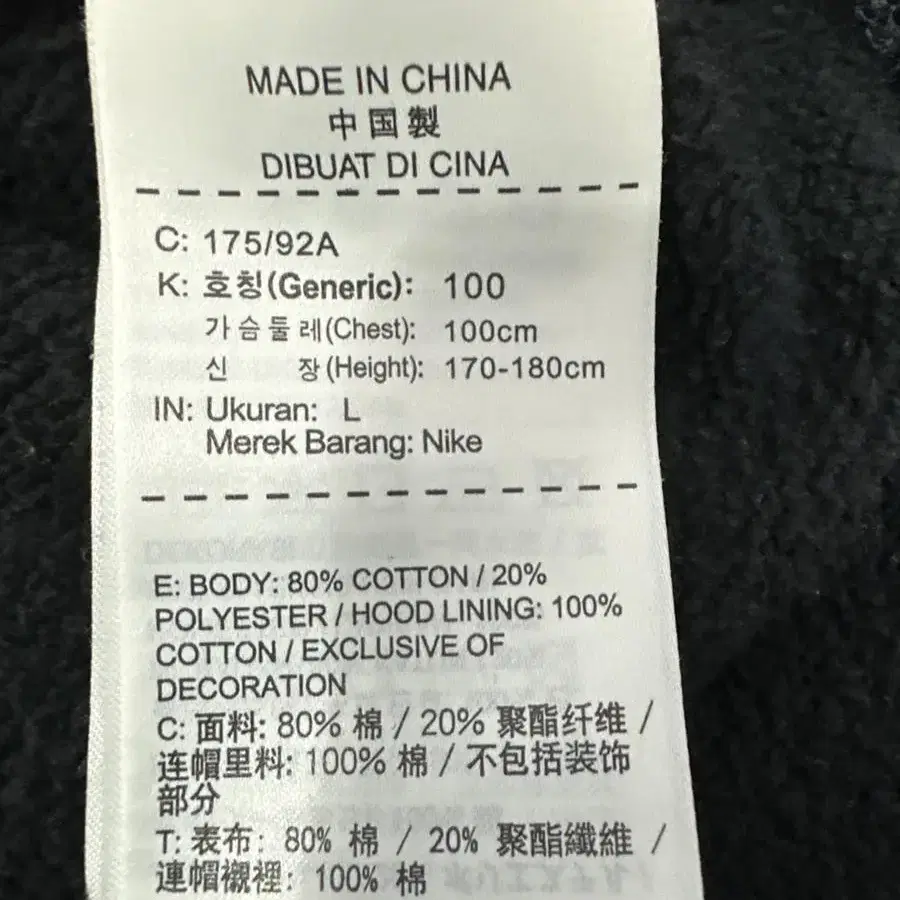 MADE IN CHINA
中国製
DIBUAT DI CINA
C: 175/92A
K: 호칭(Generic): 100
가슴둘레(Chest): 100cm
신 장(Height): 170-180cm
IN: Ukuran: L
Merek Barang: Nike
E: BODY: 80% COTTON / 20%
POLYESTER / HOOD LINING: 100%
COTTON / EXCLUSIVE OF
DECORATION
C: 面料: 80% 棉 / 20% 聚酯纤维 /
连帽里料: 100% 棉 / 不包括装饰
部分
T: 表布: 80% 棉 / 20% 聚酯纖維 /
連帽襯裡: 100% 棉